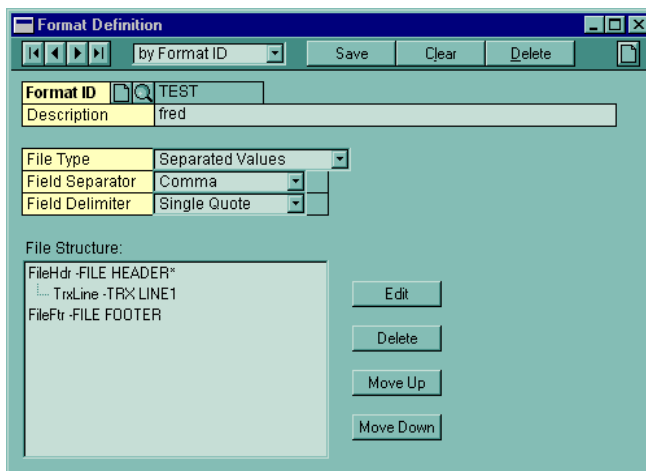 Format Definition
by Format ID Save Clear Delete
Format ID TEST
Description fred
File Type Separated Values
Field Separator Comma
Field Delimiter Single Quote
File Structure:
FileHdr -FILE HEADER*
TrxLine -TRX LINE1
FileFtr -FILE FOOTER
Edit
Delete
Move Up
Move Down